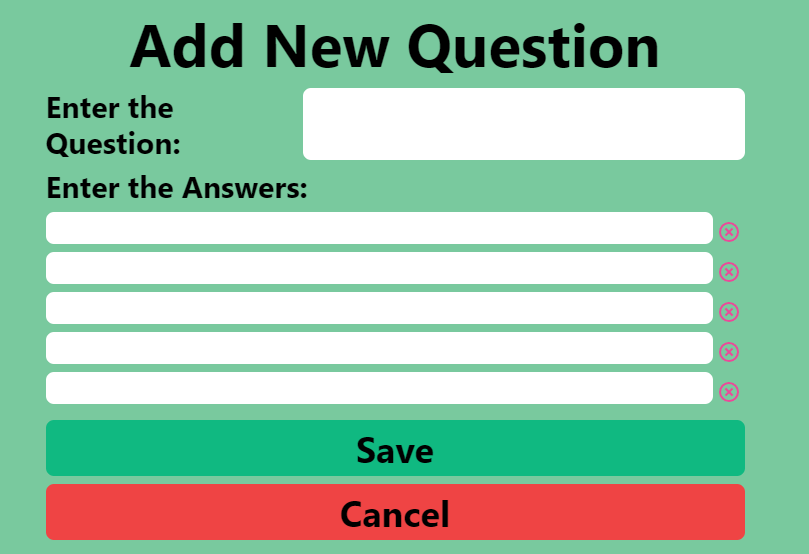 Add New Question
Enter the
Question:
Enter the Answers:
Save
Cancel